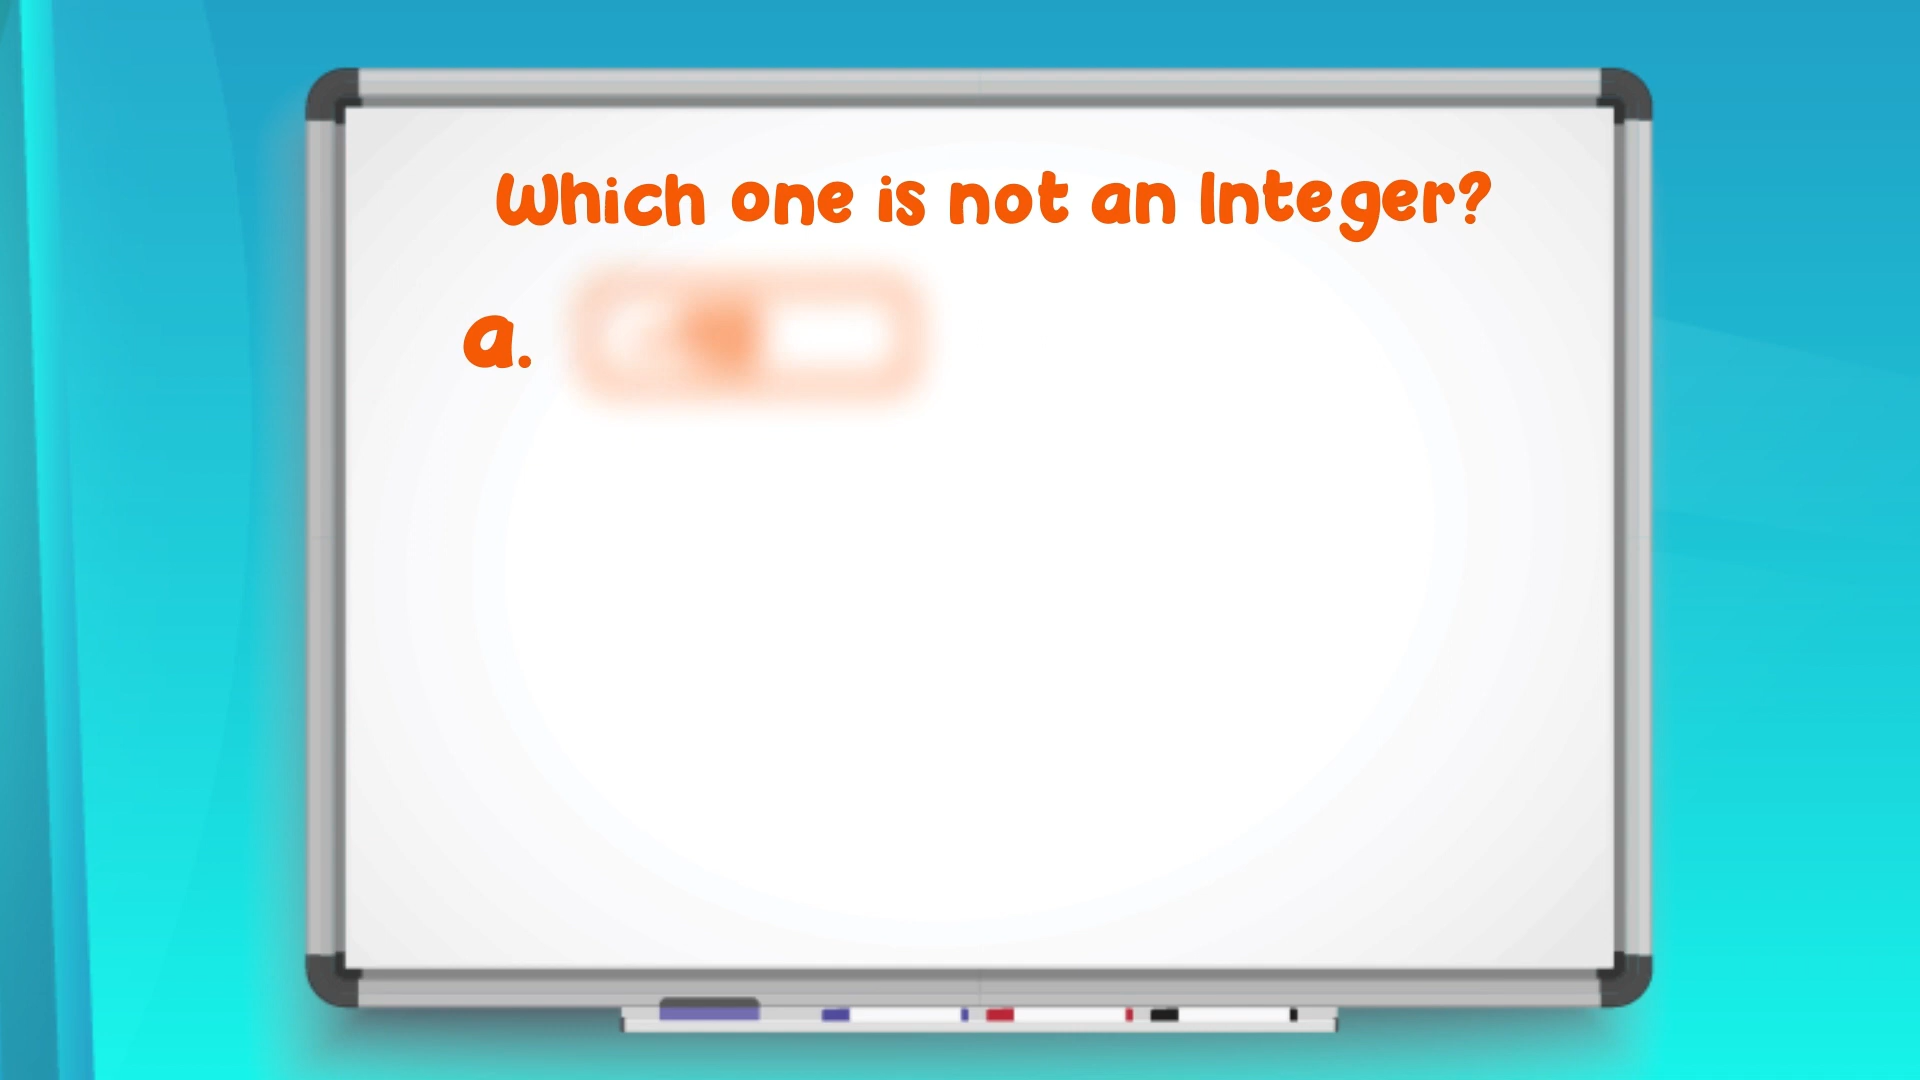 Which one is not an Integer?
a.